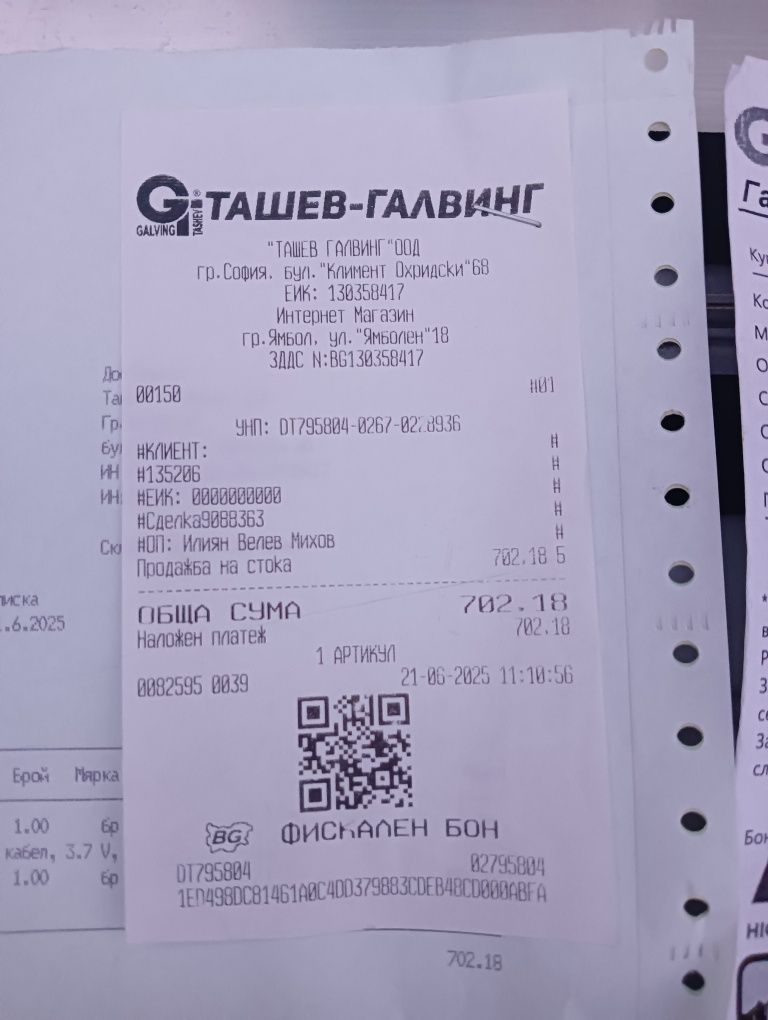 GALVING TASHEV® ТАШЕВ-ГАЛВИНГ
"ТАШЕВ ГАЛВИНГ"ООД
гр.София. бул."Климент Охридски"68
ЕИК: 130358417
Интернет Магазин
гр.Ямбол, ул."Ямболен"18
ЗДДС N:BG130358417
00150 #01
УНП: DT795804-0267-0228936
#КЛИЕНТ: #
#135206 #
#ЕИК: 0000000000 #
#Сделка9088363 #
#ОП: Илиян Велев Михов #
Продажба на стока 702.18 Б
ОБЩА СУМА 702.18
Наложен платеж 702.18
1 АРТИКУЛ
0082595 0039 21-06-2025 11:10:56
BG ФИСКАЛЕН БОН
DT795804 02795804
1ED498DC81461A0C4DD379883CDEB48CD000ABFA
.6.2025
Брой Мярка
1.00 бр
кабел, 3.7 V,
1.00 бр
702.18